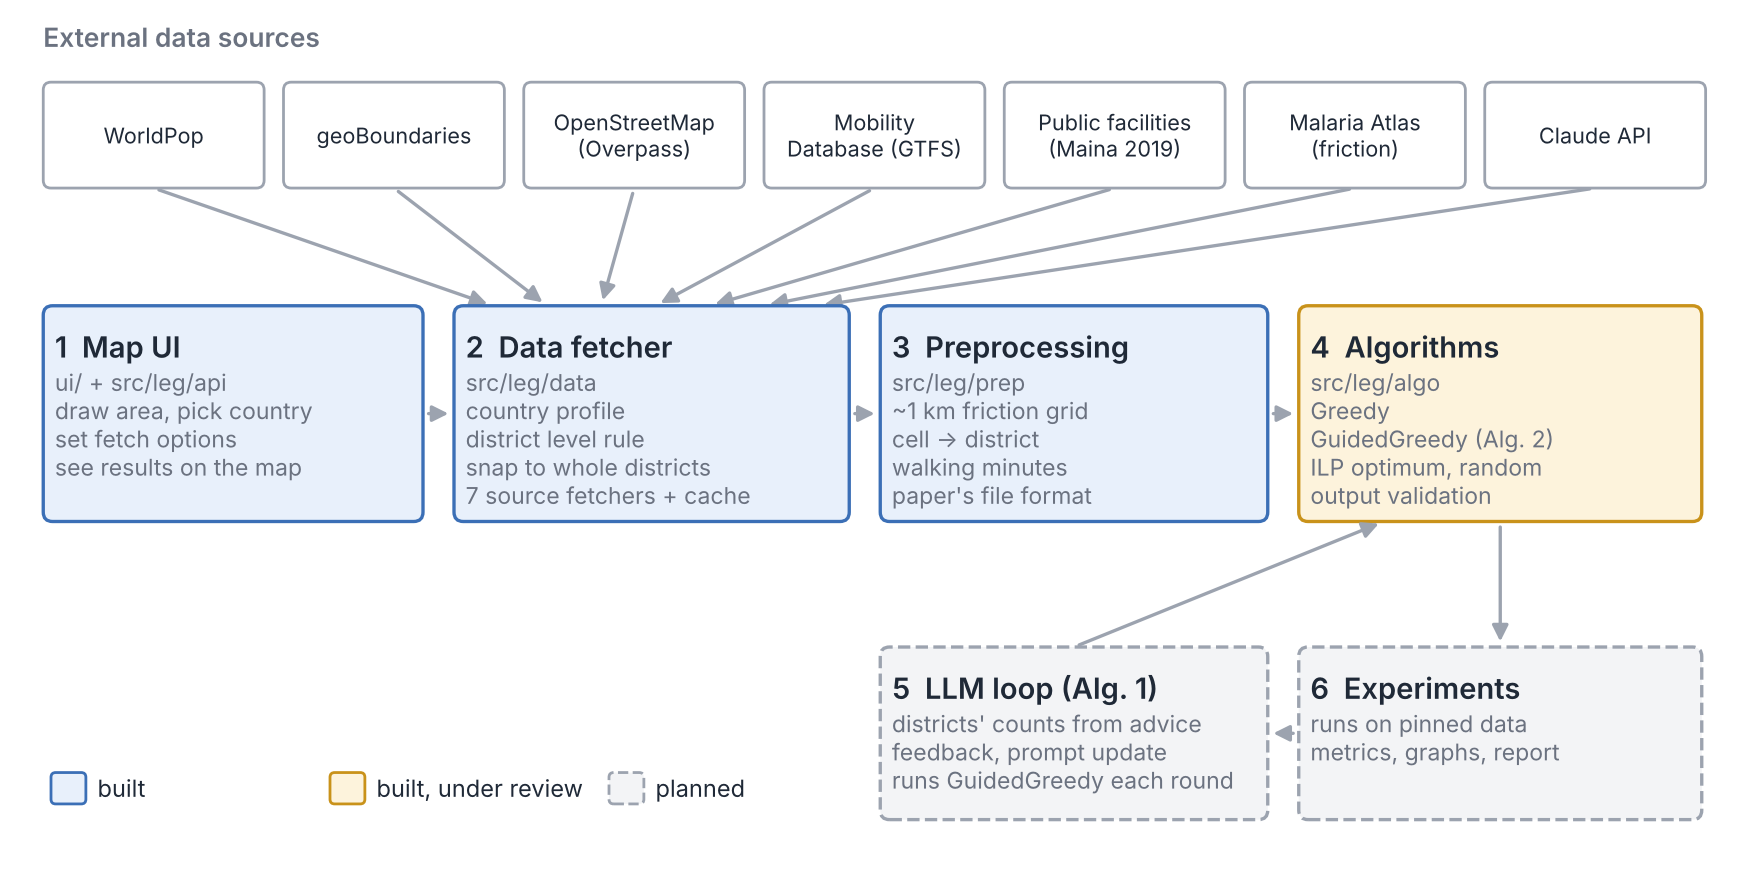 External data sources
WorldPop
geoBoundaries
OpenStreetMap
(Overpass)
Mobility
Database (GTFS)
Public facilities
(Maina 2019)
Malaria Atlas
(friction)
Claude API
1 Map UI
ui/ + src/leg/api
draw area, pick country
set fetch options
see results on the map
2 Data fetcher
src/leg/data
country profile
district level rule
snap to whole districts
7 source fetchers + cache
3 Preprocessing
src/leg/prep
~1 km friction grid
cell → district
walking minutes
paper's file format
4 Algorithms
src/leg/algo
Greedy
GuidedGreedy (Alg. 2)
ILP optimum, random
output validation
5 LLM loop (Alg. 1)
districts' counts from advice
feedback, prompt update
runs GuidedGreedy each round
6 Experiments
runs on pinned data
metrics, graphs, report
built
built, under review
planned